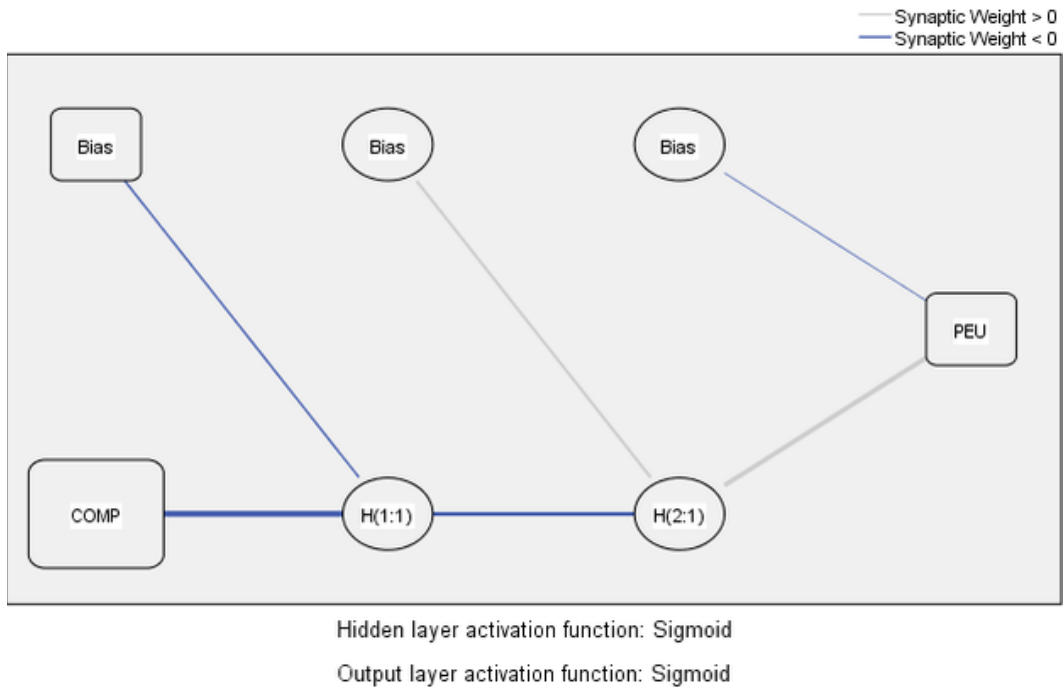 Synaptic Weight > 0
Synaptic Weight < 0
Bias
Bias
Bias
PEU
COMP
H(1:1)
H(2:1)
Hidden layer activation function: Sigmoid
Output layer activation function: Sigmoid